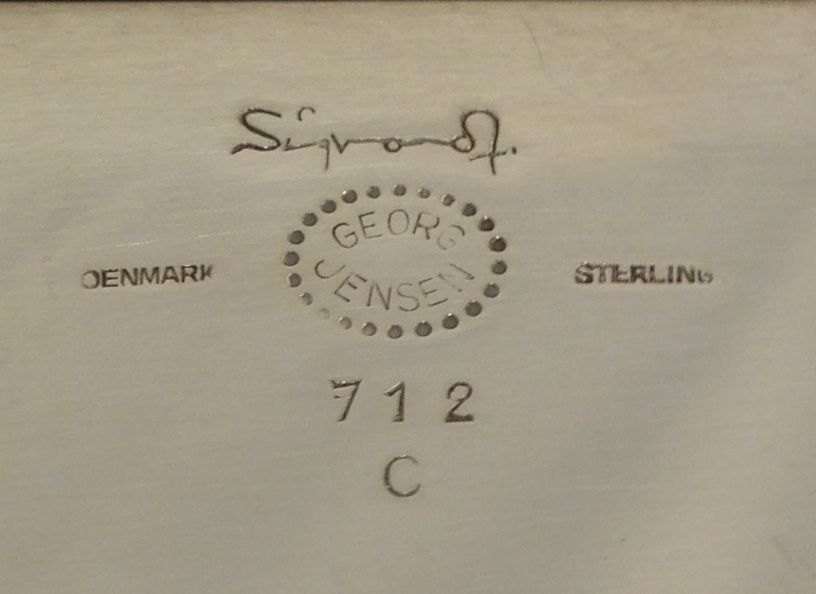 Sigvard
GEORG
JENSEN
DENMARK
STERLING
712
C